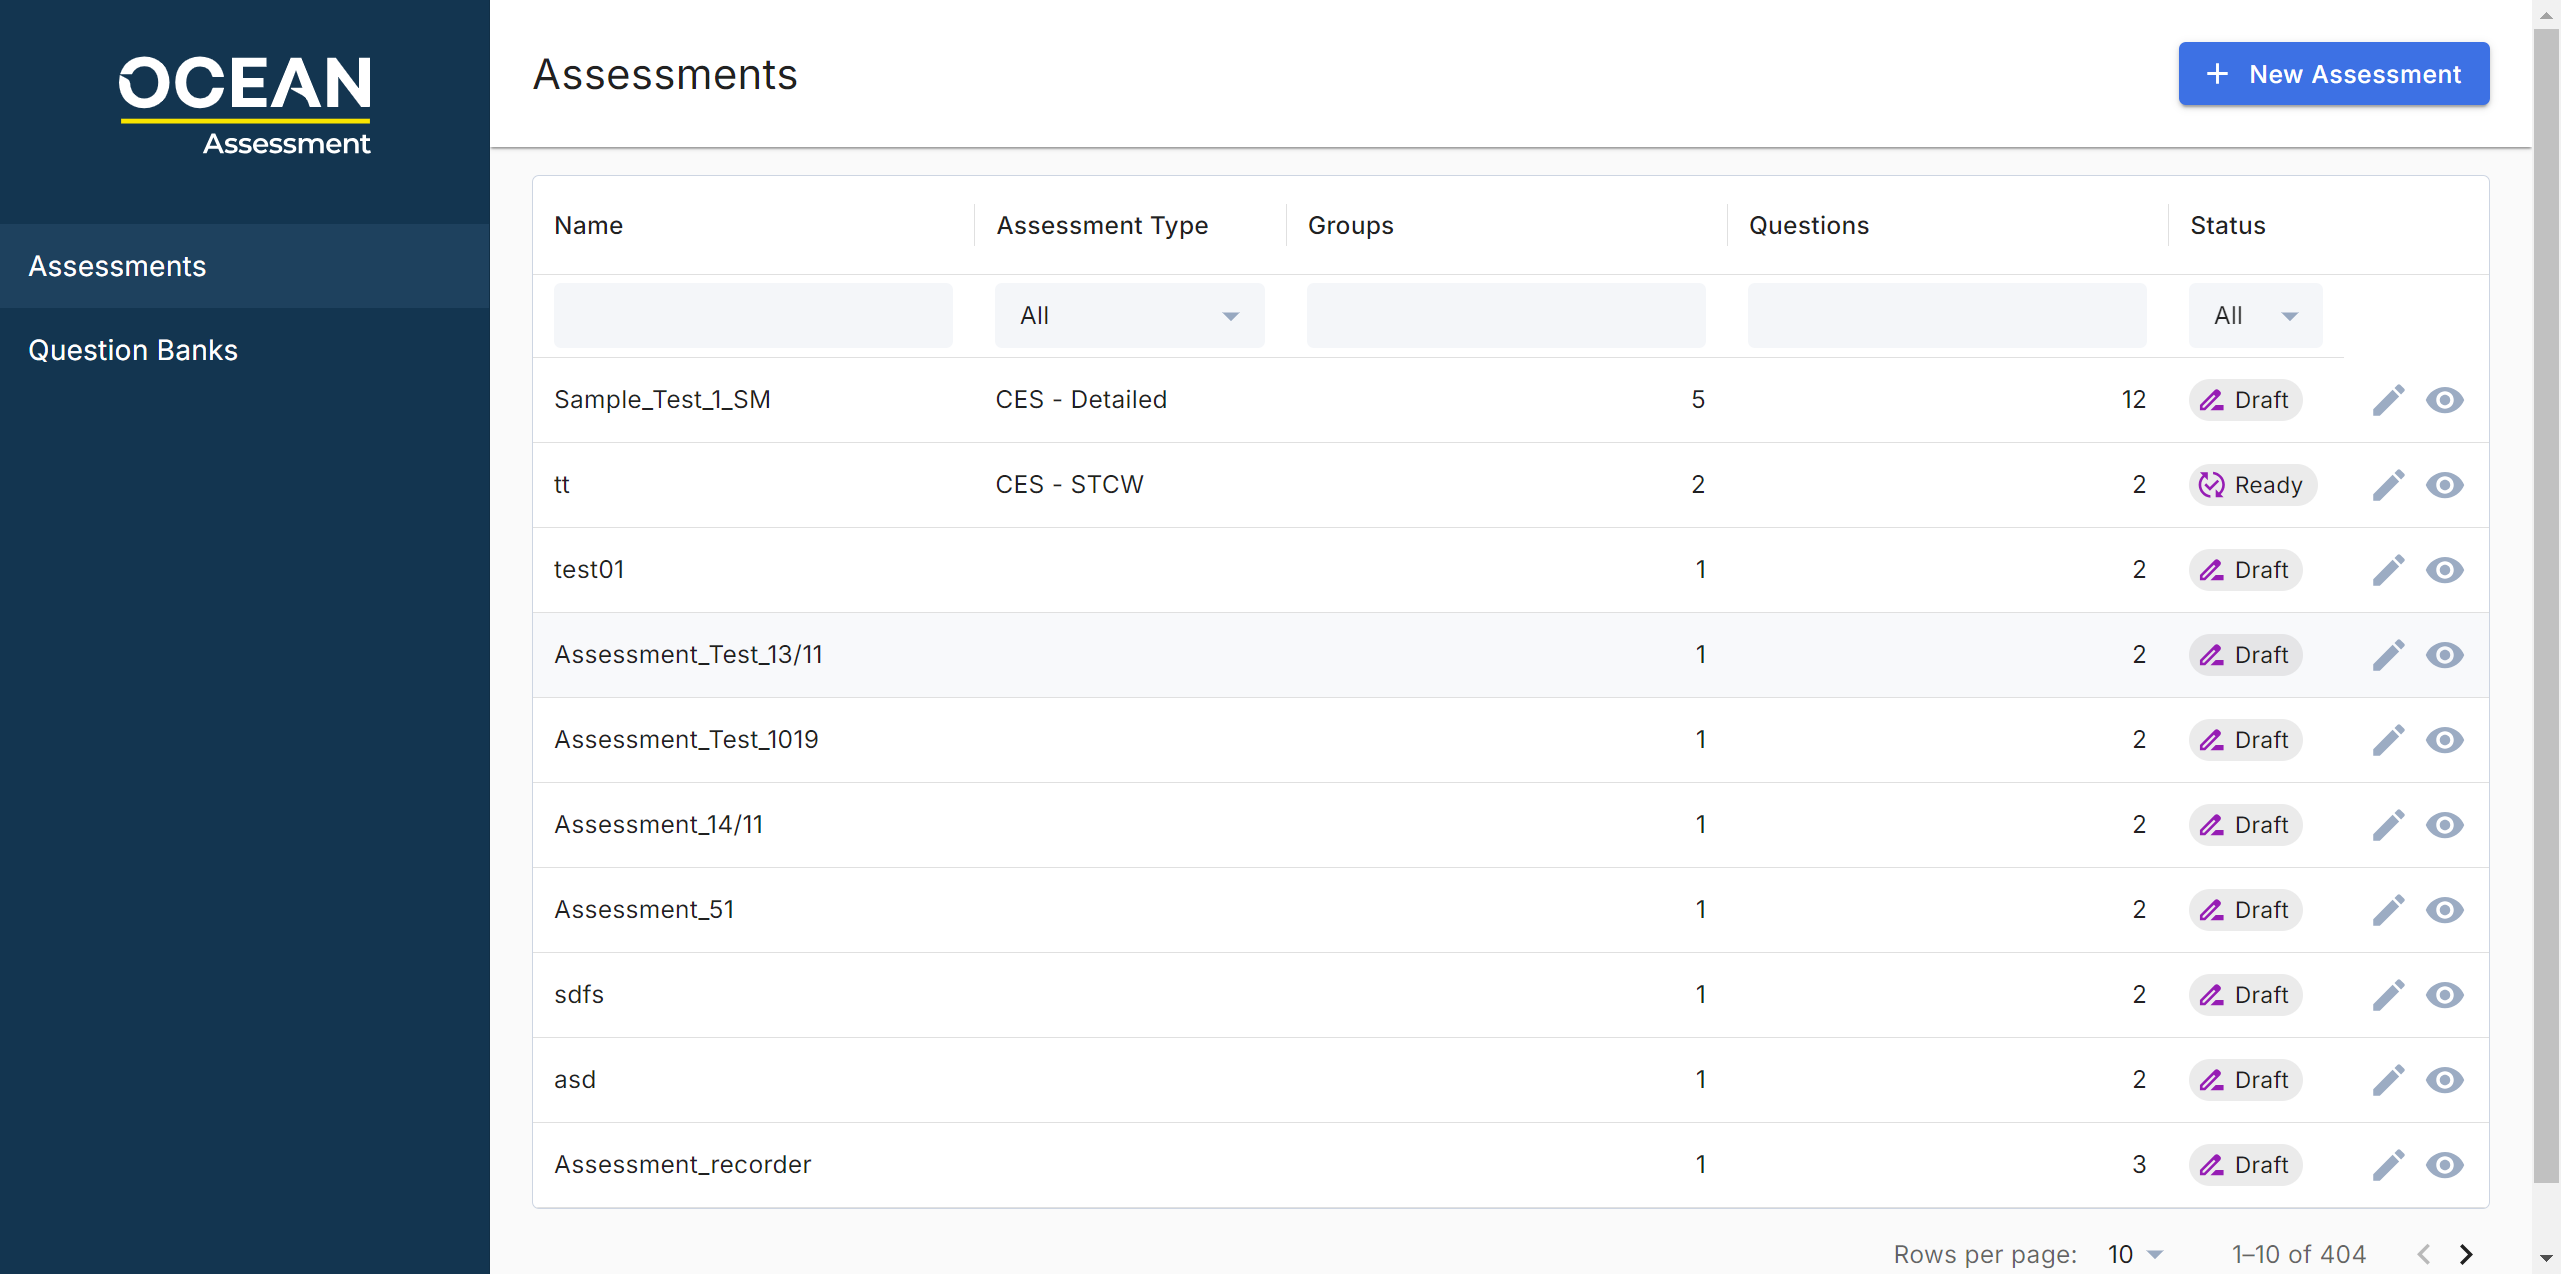 OCEAN
Assessment
Assessments
Question Banks
Assessments
+ New Assessment
Name Assessment Type Groups Questions Status
All All
Sample_Test_1_SM CES - Detailed 5 12 Draft
tt CES - STCW 2 2 Ready
test01 1 2 Draft
Assessment_Test_13/11 1 2 Draft
Assessment_Test_1019 1 2 Draft
Assessment_14/11 1 2 Draft
Assessment_51 1 2 Draft
sdfs 1 2 Draft
asd 1 2 Draft
Assessment_recorder 1 3 Draft
Rows per page: 10 1–10 of 404